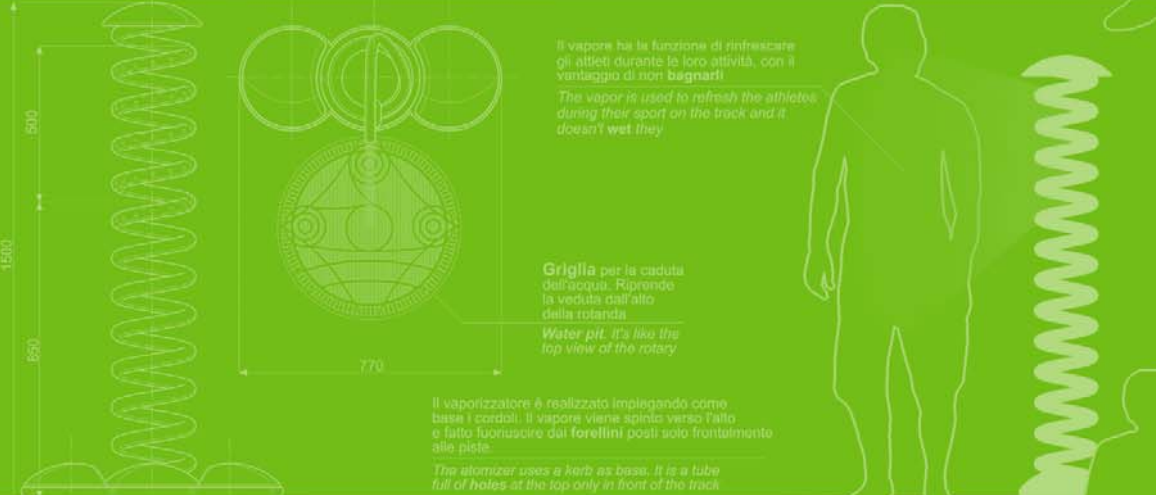 500
1500
890
770
Il vapore ha la funzione di rinfrescare
gli attleti durante le loro attività, con il
vantaggio di non bagnarli
The vapor is used to refresh the athletes
during their sport on the track and it
doesn't wet they
Griglia per la caduta
dell'acqua. Riprende
la veduta dall'alto
della rotanda
Water pit. It's like the
top view of the rotary
Il vaporizzatore è realizzato impiegando come
base i cordoli. Il vapore viene spinto verso l'alto
e fatto fuoriuscire dai forellini posti solo frontalmente
alle piste.
The atomizer uses a kerb as base. It is a tube
full of holes at the top only in front of the track